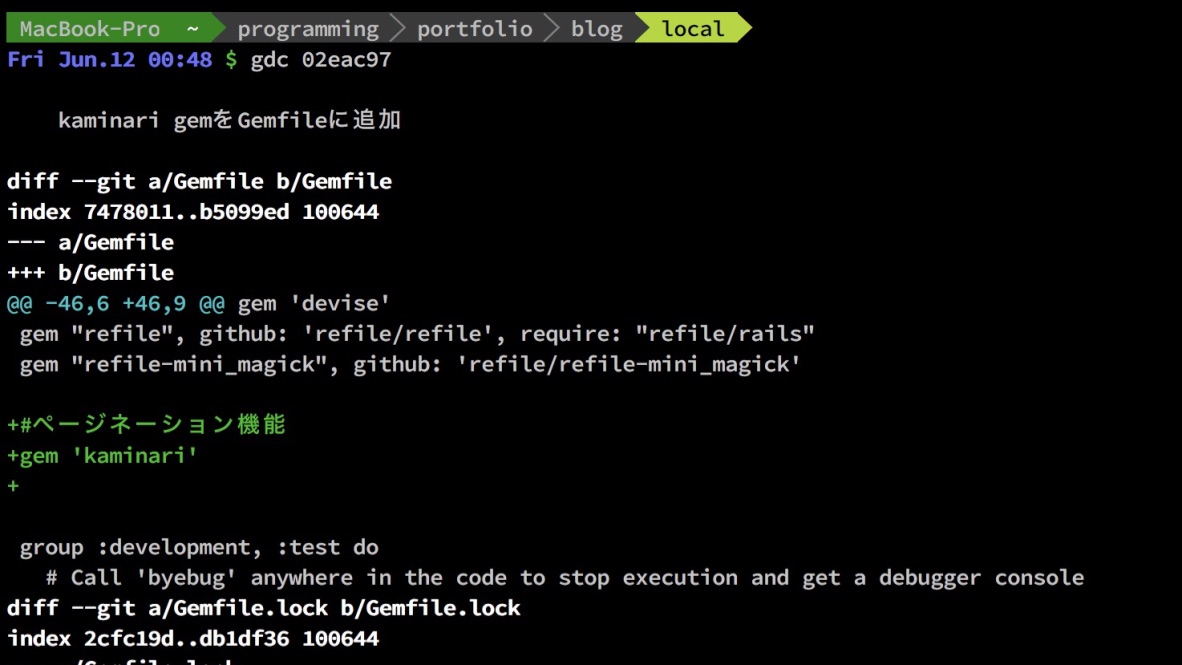 MacBook-Pro ~ programming portfolio blog local
Fri Jun.12 00:48 $ gdc 02eac97
kaminari gemをGemfileに追加
diff --git a/Gemfile b/Gemfile
index 7478011..b5099ed 100644
--- a/Gemfile
+++ b/Gemfile
@@ -46,6 +46,9 @@ gem 'devise'
gem "refile", github: 'refile/refile', require: "refile/rails"
gem "refile-mini_magick", github: 'refile/refile-mini_magick'
+#ページネーション機能
+gem 'kaminari'
+
group :development, :test do
# Call 'byebug' anywhere in the code to stop execution and get a debugger console
diff --git a/Gemfile.lock b/Gemfile.lock
index 2cfc19d..db1df36 100644